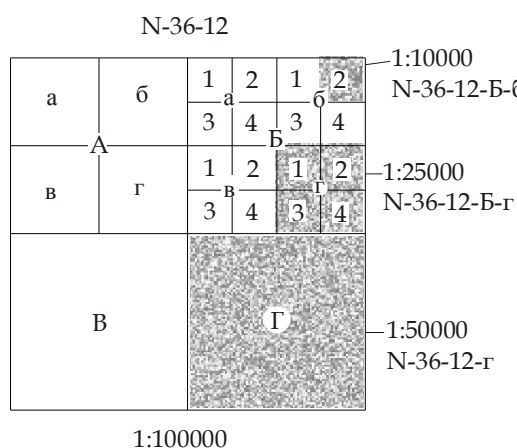 N-36-12
а б 1 2 1 2
а б
3 4 3 4
А Б
в г 1 2 1 2
в г
3 4 3 4
В Г
1:10000
N-36-12-Б-б
1:25000
N-36-12-Б-г
1:50000
N-36-12-г
1:100000